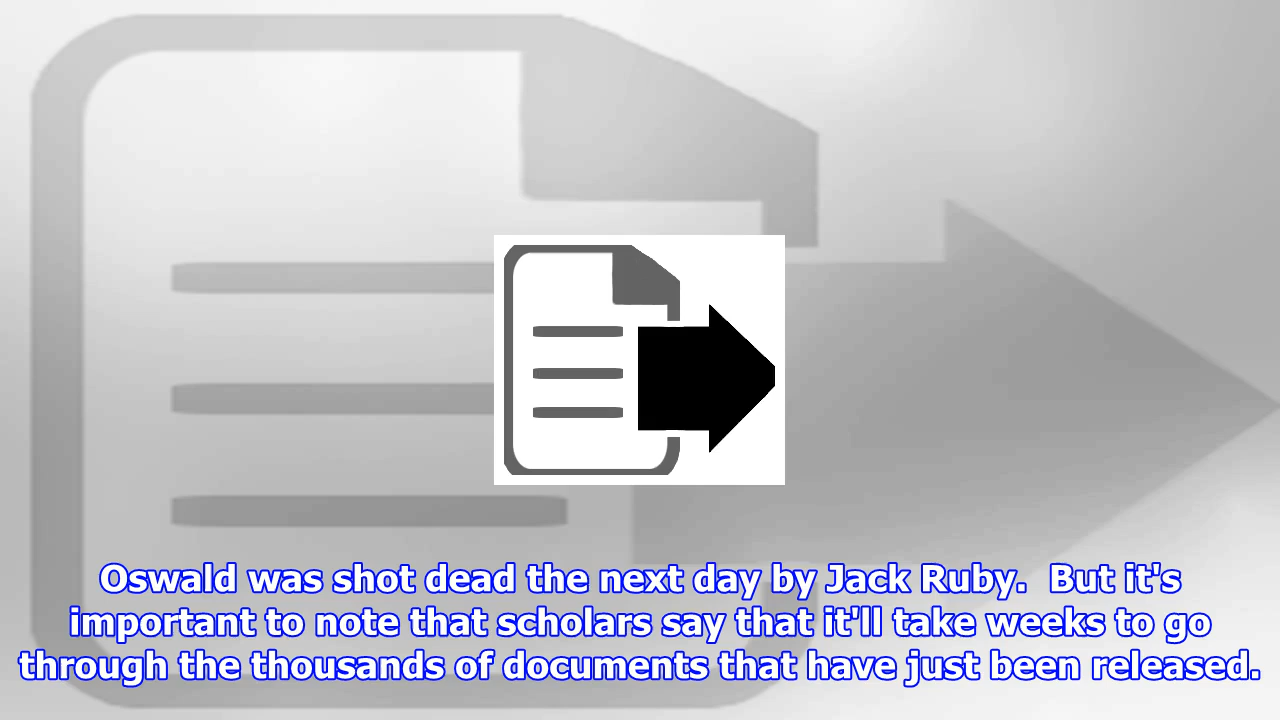 Oswald was shot dead the next day by Jack Ruby.  But it's
important to note that scholars say that it'll take weeks to go
through the thousands of documents that have just been released.